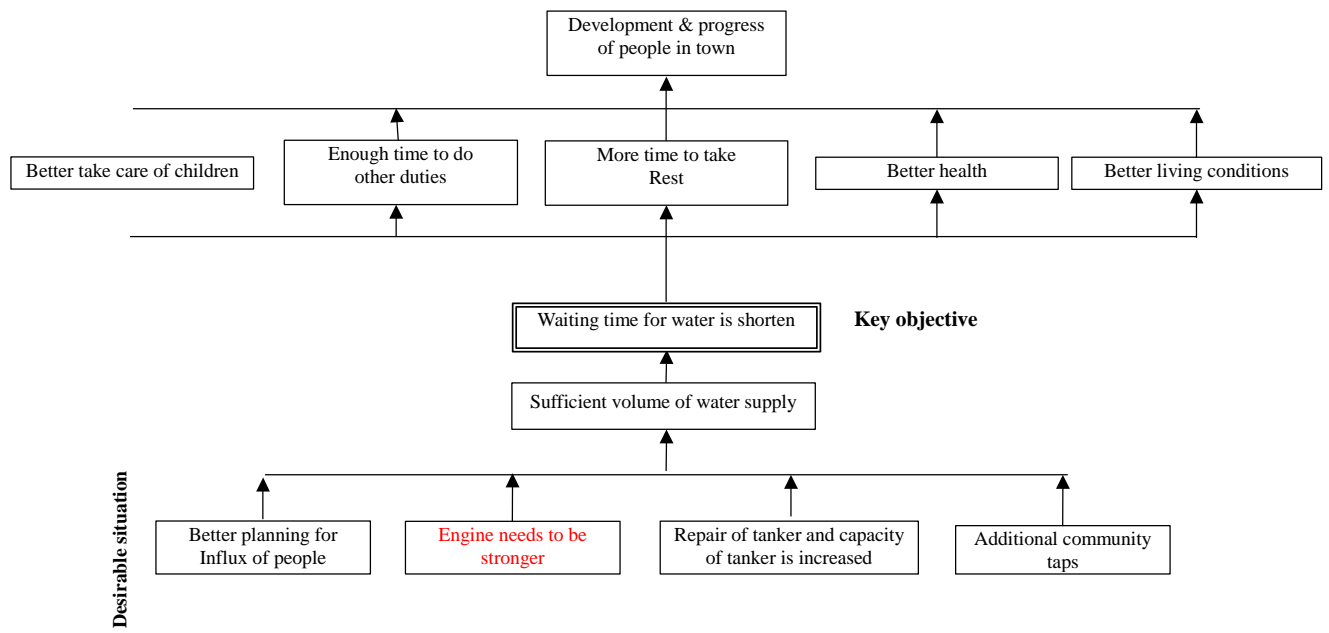 Development & progress
of people in town
Better take care of children
Enough time to do
other duties
More time to take
Rest
Better health
Better living conditions
Waiting time for water is shorten
Key objective
Sufficient volume of water supply
Desirable situation
Better planning for
Influx of people
Engine needs to be
stronger
Repair of tanker and capacity
of tanker is increased
Additional community
taps